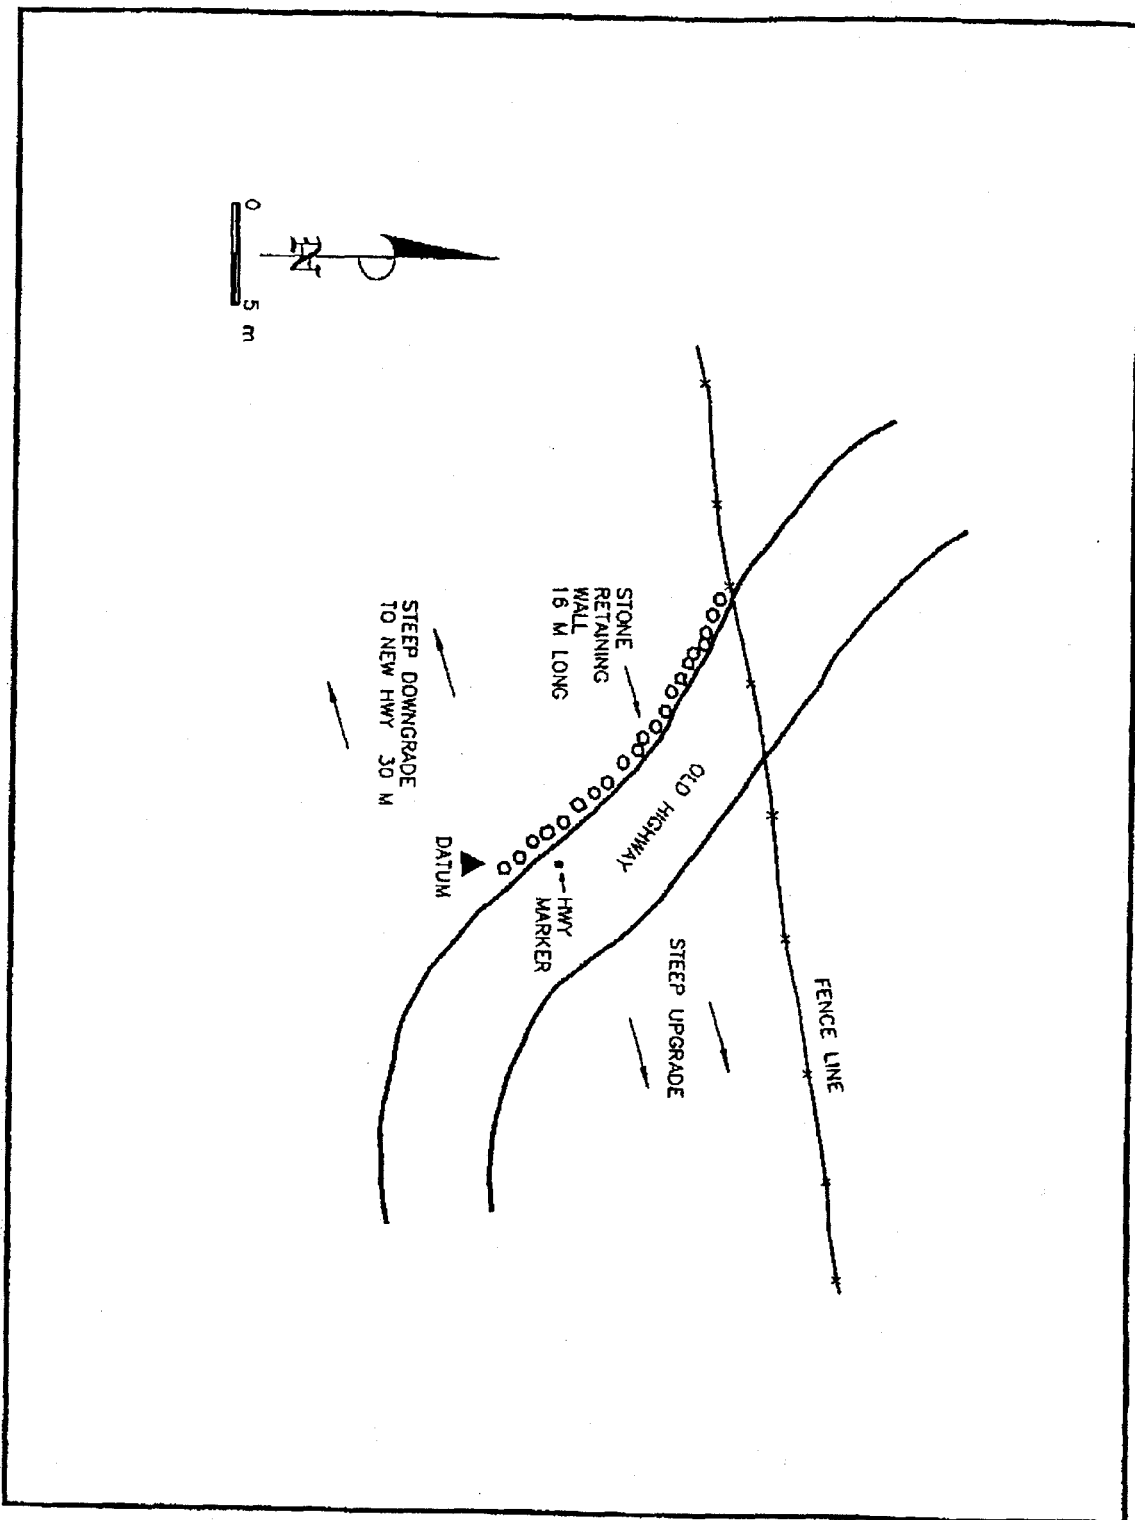 FENCE LINE
OLD HIGHWAY
STEEP UPGRADE
STONE
RETAINING
WALL
16 M LONG
HWY
MARKER
DATUM
STEEP DOWNGRADE
TO NEW HWY 30 M
N
0 5 m